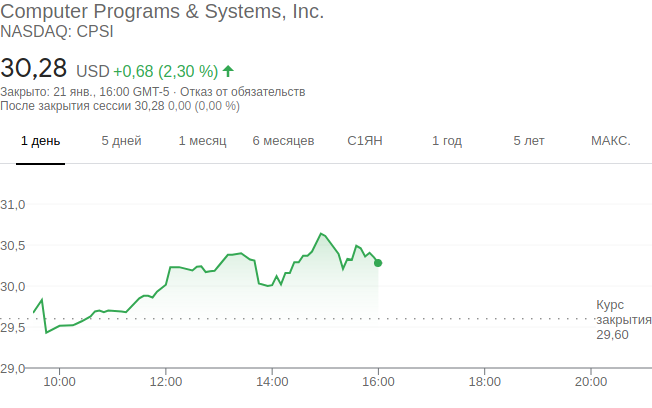 Computer Programs & Systems, Inc.
NASDAQ: CPSI
30,28 USD +0,68 (2,30 %)
Закрыто: 21 янв., 16:00 GMT-5 · Отказ от обязательств
После закрытия сессии 30,28 0,00 (0,00 %)
1 день 5 дней 1 месяц 6 месяцев С1ЯН 1 год 5 лет МАКС.
31,0
30,5
30,0
Курс
закрытия
29,60
29,5
29,0
10:00 12:00 14:00 16:00 18:00 20:00